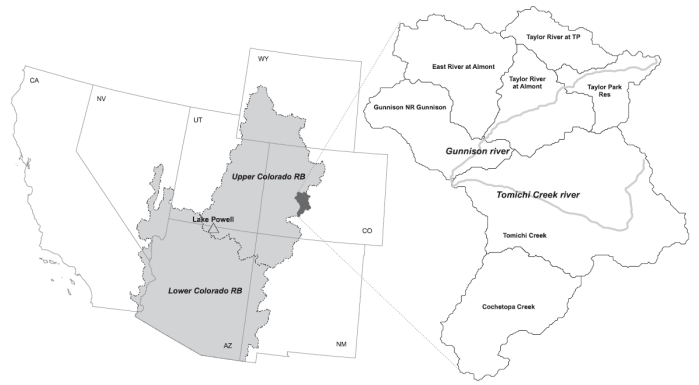 CA
NV
UT
WY
CO
AZ
NM
Upper Colorado RB
Lake Powell
Lower Colorado RB
Taylor River at TP
East River at Almont
Taylor River
at Almont
Taylor Park
Res
Gunnison NR Gunnison
Gunnison river
Tomichi Creek river
Tomichi Creek
Cochetopa Creek